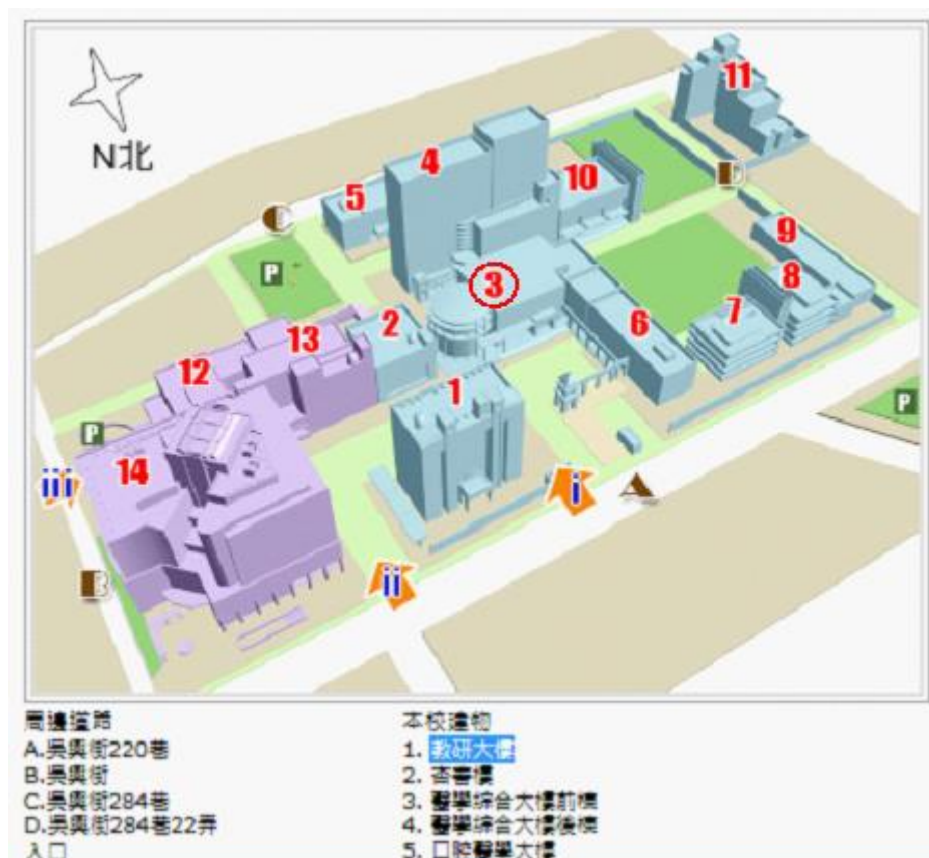 N北
11
4
5
10
C
D
P
9
3
8
2
6
7
13
12
1
P
P
14
iii
i
A
ii
B
周邊道路
A.吳興街220巷
B.吳興街
C.吳興街284巷
D.吳興街284巷22弄
入口
本校建物
1. 教研大樓
2. 杏春樓
3. 醫學綜合大樓前棟
4. 醫學綜合大樓後棟
5. 口腔醫學大樓